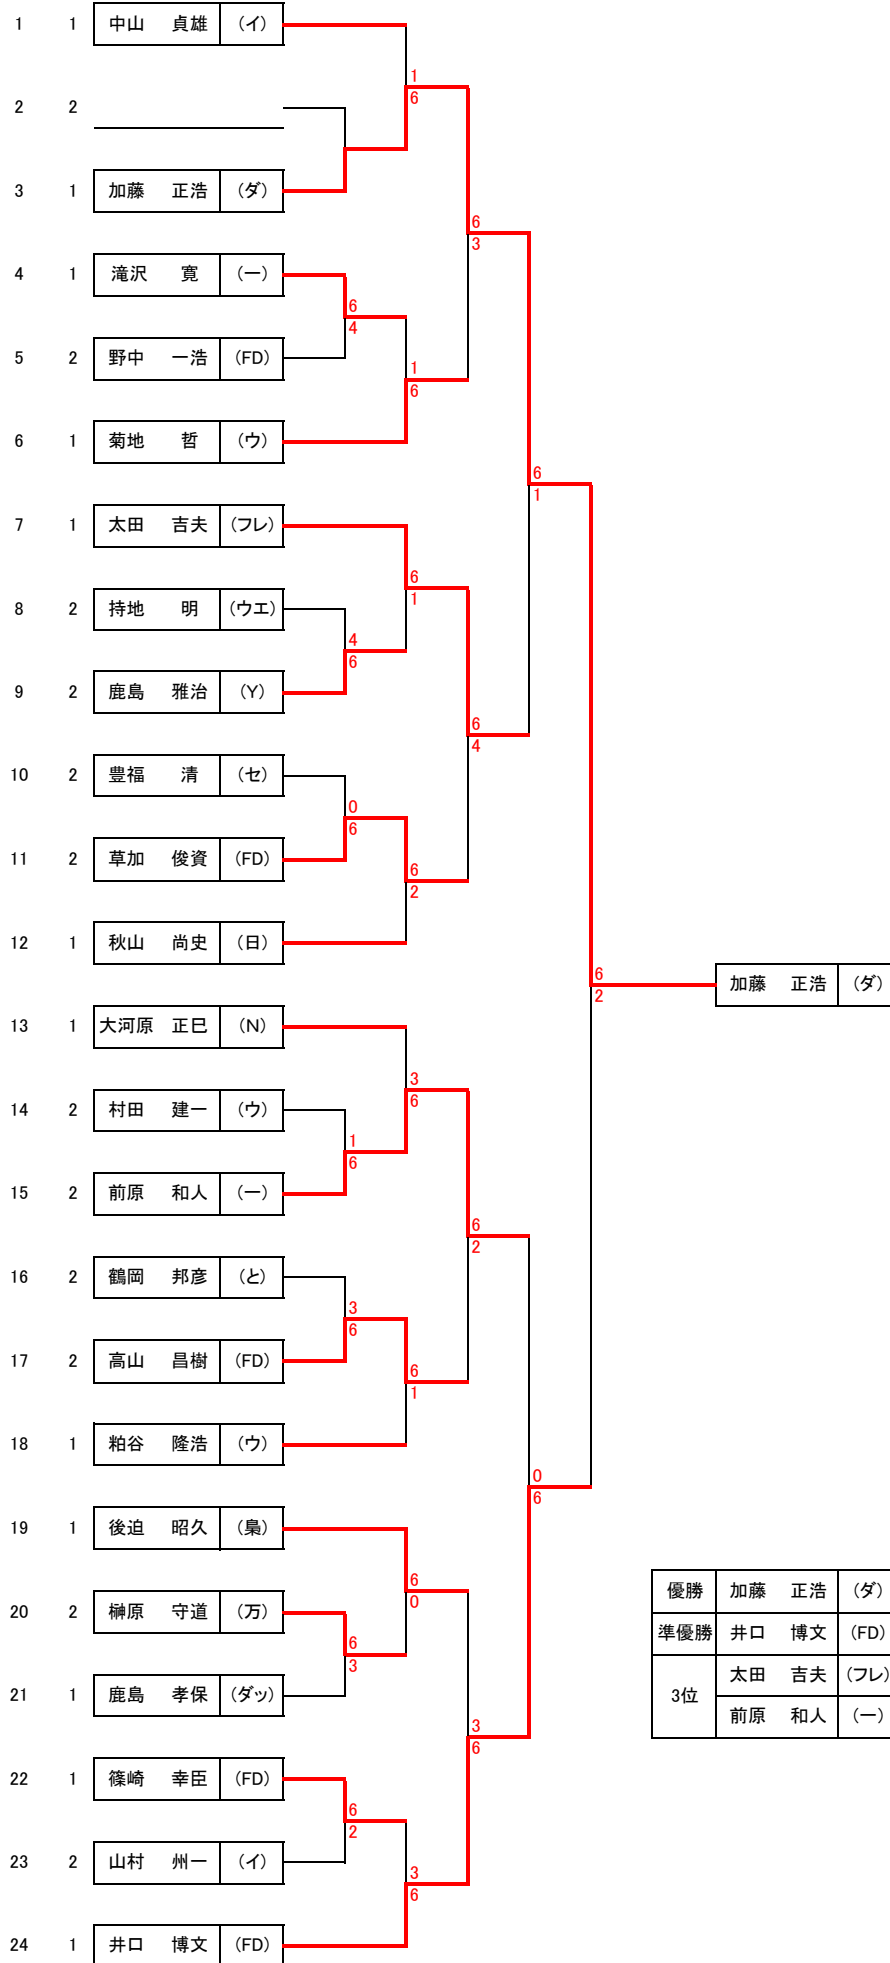 1 1 中山 貞雄 (イ)
1
6
2 2
3 1 加藤 正浩 (ダ)
6
3
4 1 滝沢 寛 (一)
6
4
5 2 野中 一浩 (FD)
1
6
6 1 菊地 哲 (ウ)
6
1
7 1 太田 吉夫 (フレ)
6
1
8 2 持地 明 (ウエ)
4
6
9 2 鹿島 雅治 (Y)
6
4
10 2 豊福 清 (セ)
0
6
11 2 草加 俊資 (FD)
6
2
12 1 秋山 尚史 (日)
6
2
加藤 正浩 (ダ)
13 1 大河原 正巳 (N)
3
6
14 2 村田 建一 (ウ)
1
6
15 2 前原 和人 (一)
6
2
16 2 鶴岡 邦彦 (と)
3
6
17 2 高山 昌樹 (FD)
6
1
18 1 粕谷 隆浩 (ウ)
0
6
19 1 後迫 昭久 (梟)
6
0
優勝 加藤 正浩 (ダ)
20 2 榊原 守道 (万)
準優勝 井口 博文 (FD)
6
3
太田 吉夫 (フレ)
21 1 鹿島 孝保 (ダッ)
3位
前原 和人 (一)
3
6
22 1 篠崎 幸臣 (FD)
6
2
23 2 山村 州一 (イ)
3
6
24 1 井口 博文 (FD)